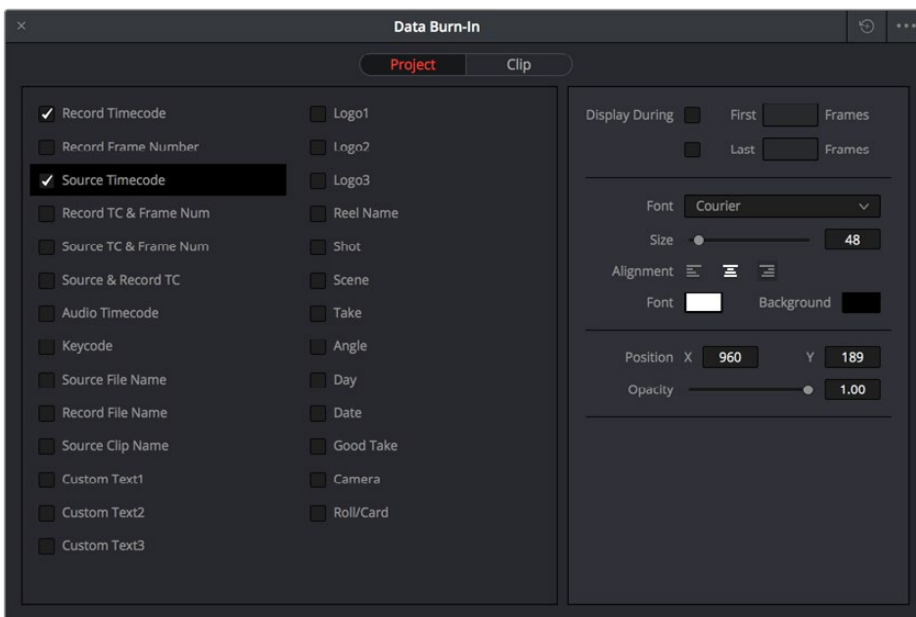 Data Burn-In
Project Clip
Record Timecode
Record Frame Number
Source Timecode
Record TC & Frame Num
Source TC & Frame Num
Source & Record TC
Audio Timecode
Keycode
Source File Name
Record File Name
Source Clip Name
Custom Text1
Custom Text2
Custom Text3
Logo1
Logo2
Logo3
Reel Name
Shot
Scene
Take
Angle
Day
Date
Good Take
Camera
Roll/Card
Display During First Frames
Last Frames
Font Courier
Size 48
Alignment
Font Background
Position X 960 Y 189
Opacity 1.00